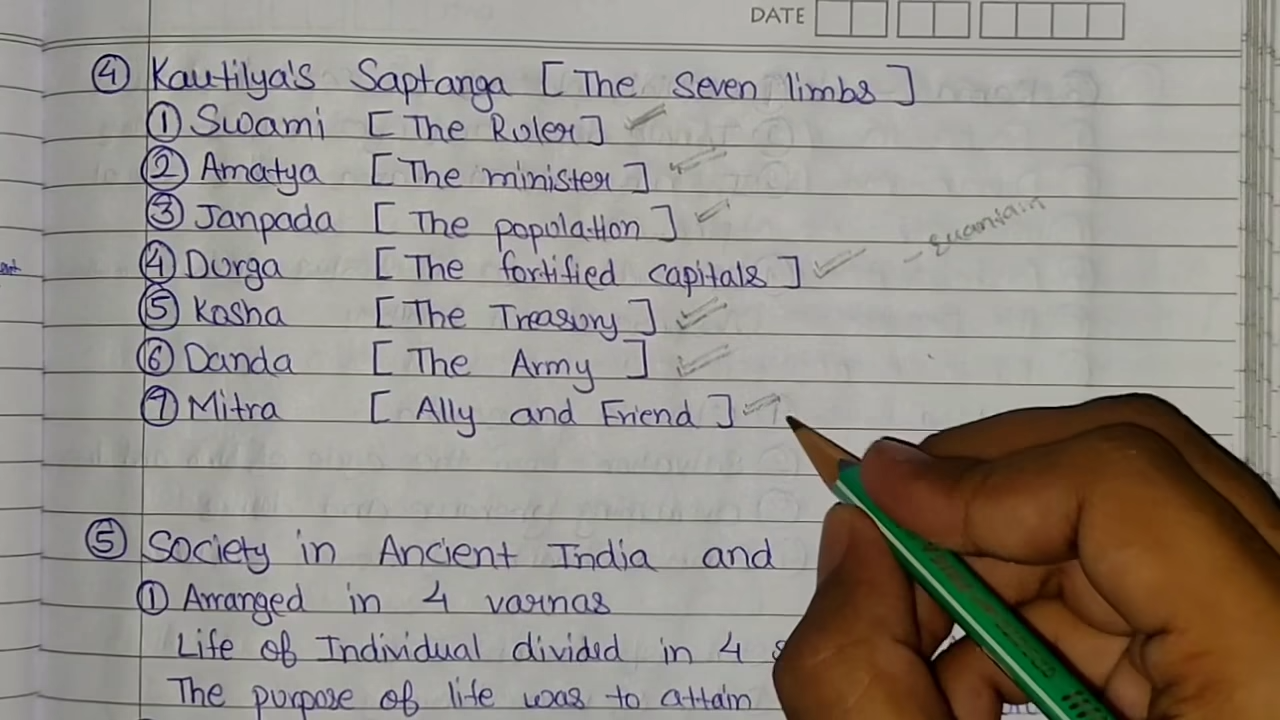 DATE
④ Kautilya's Saptanga [ The Seven limbs ]
① Swami [ The Ruler ]
② Amatya [ The minister ]
③ Janpada [ The population ]
④ Durga [ The fortified capitals ]
⑤ Kosha [ The Treasury ]
⑥ Danda [ The Army ]
⑦ Mitra [ Ally and Friend ]
⑤ Society in Ancient India and
① Arranged in 4 varnas
Life of Individual divided in 4
The purpose of life was to attain